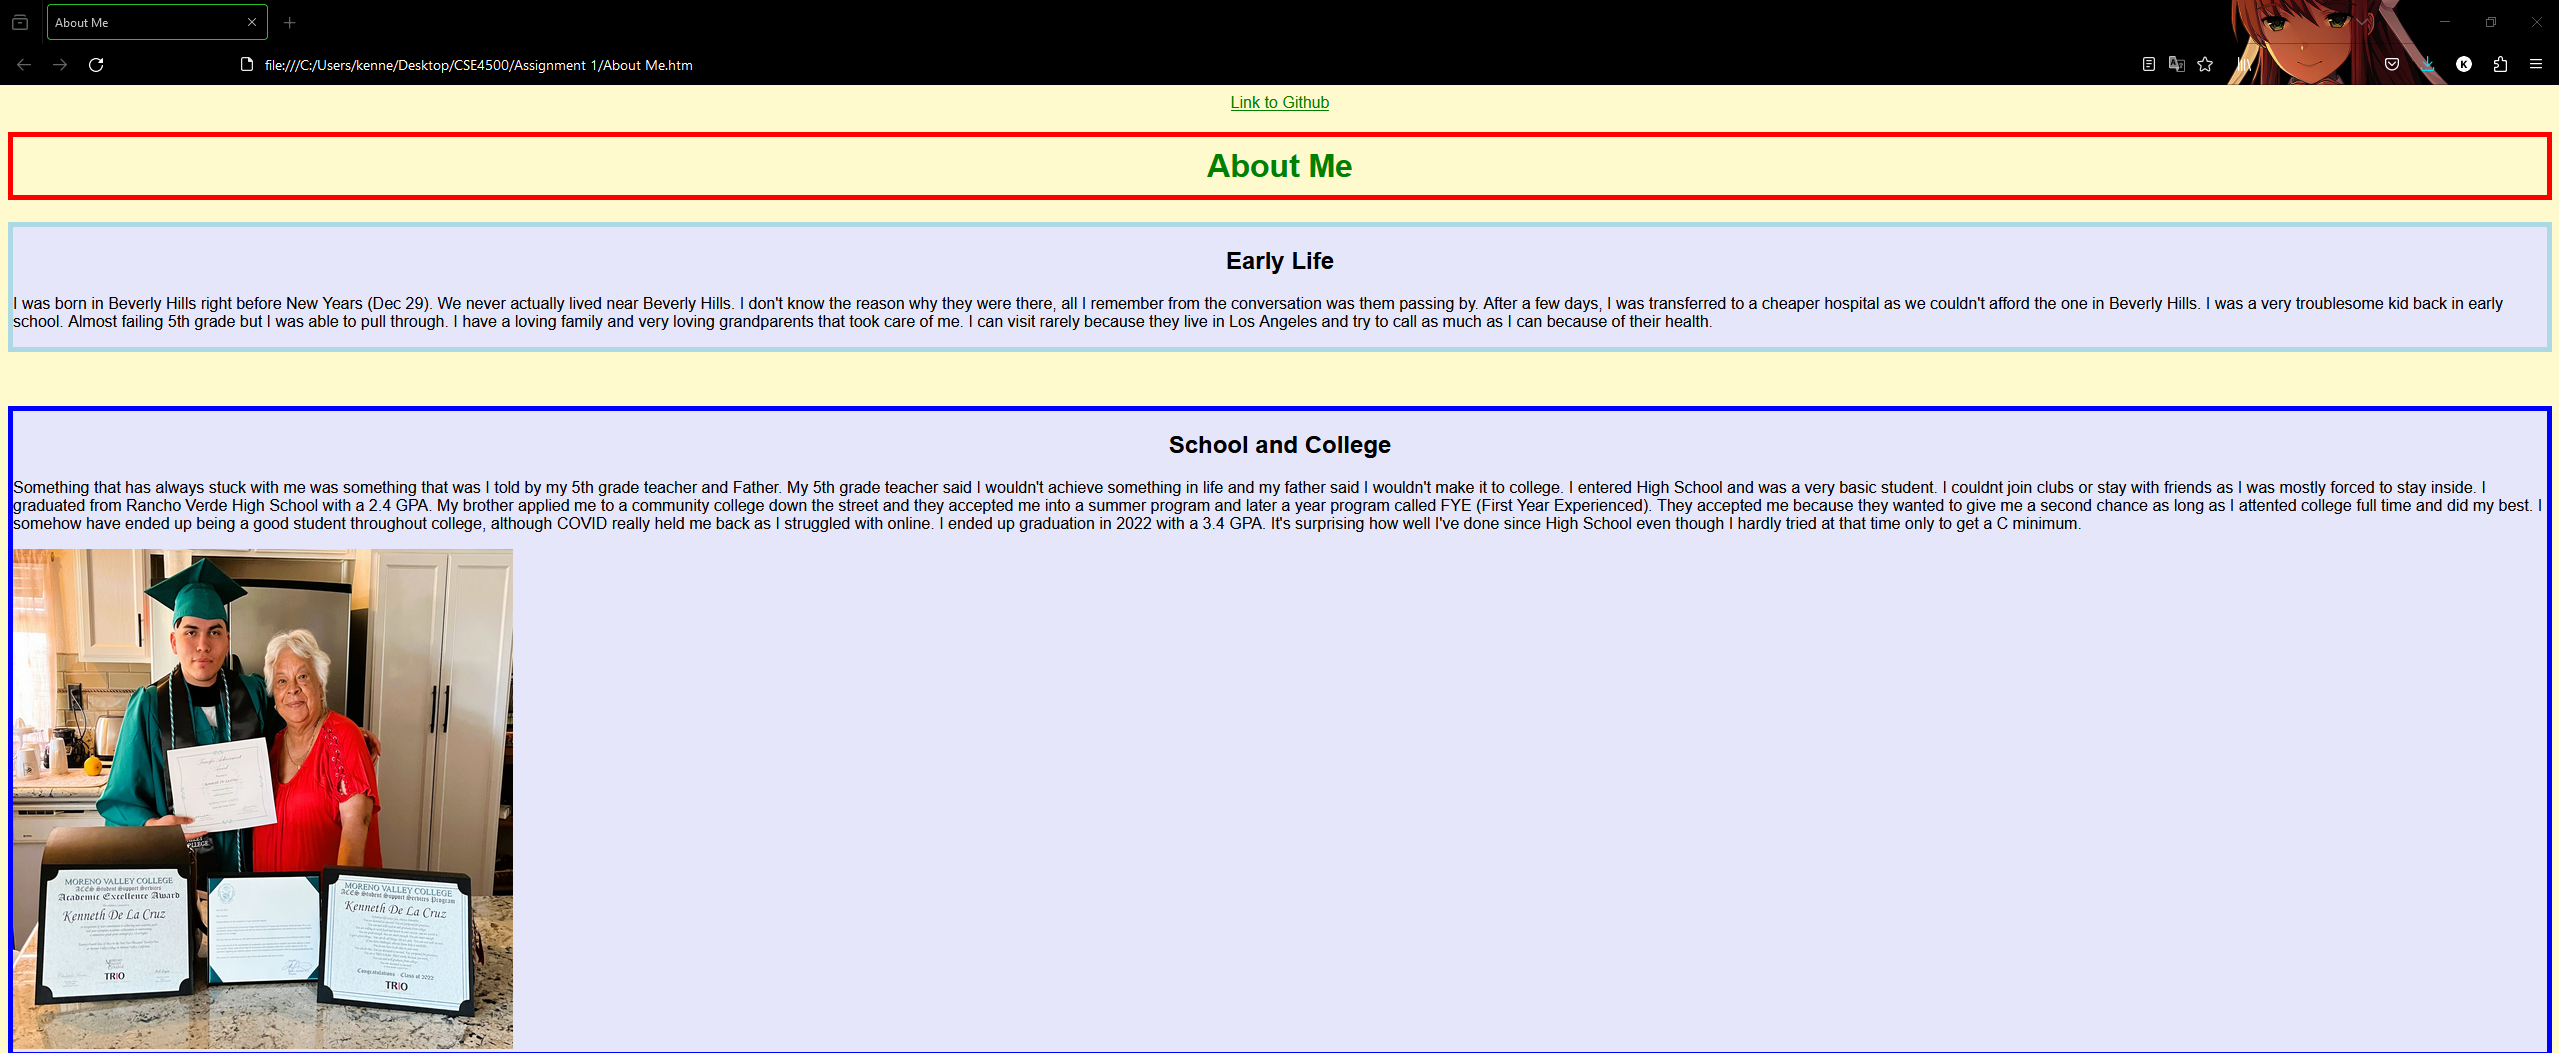 About Me
file:///C:/Users/kenne/Desktop/CSE4500/Assignment 1/About Me.htm
K
Link to Github
About Me
Early Life
I was born in Beverly Hills right before New Years (Dec 29). We never actually lived near Beverly Hills. I don't know the reason why they were there, all I remember from the conversation was them passing by. After a few days, I was transferred to a cheaper hospital as we couldn't afford the one in Beverly Hills. I was a very troublesome kid back in early
school. Almost failing 5th grade but I was able to pull through. I have a loving family and very loving grandparents that took care of me. I can visit rarely because they live in Los Angeles and try to call as much as I can because of their health.
School and College
Something that has always stuck with me was something that was I told by my 5th grade teacher and Father. My 5th grade teacher said I wouldn't achieve something in life and my father said I wouldn't make it to college. I entered High School and was a very basic student. I couldnt join clubs or stay with friends as I was mostly forced to stay inside. I
graduated from Rancho Verde High School with a 2.4 GPA. My brother applied me to a community college down the street and they accepted me into a summer program and later a year program called FYE (First Year Experienced). They accepted me because they wanted to give me a second chance as long as I attented college full time and did my best. I
somehow have ended up being a good student throughout college, although COVID really held me back as I struggled with online. I ended up graduation in 2022 with a 3.4 GPA. It's surprising how well I've done since High School even though I hardly tried at that time only to get a C minimum.
MORENO VALLEY COLLEGE
ACES Student Support Services
Academic Excellence Award
Kenneth De La Cruz
TRIO
MORENO VALLEY COLLEGE
ACES Student Support Services Program
Kenneth De La Cruz
Congratulations - Class of 2022
TRIO